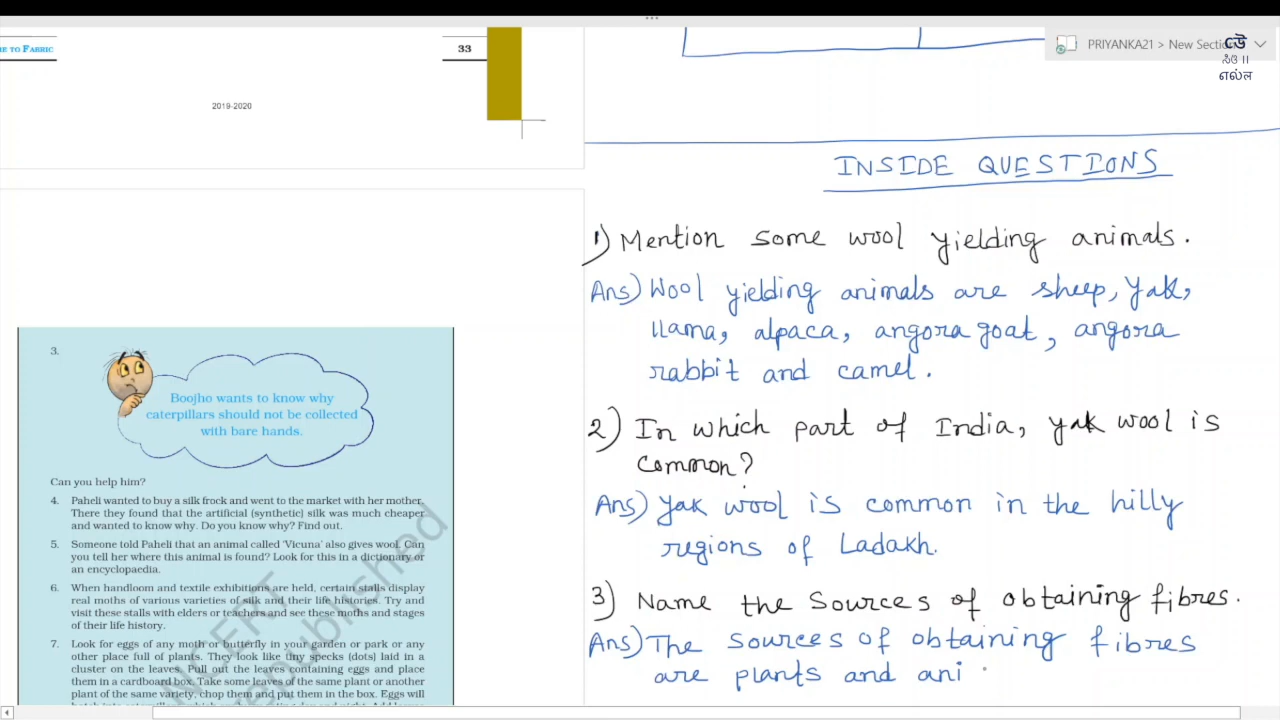 RE TO FABRIC
33
2019-2020
3.
Boojho wants to know why
caterpillars should not be collected
with bare hands.
Can you help him?
4. Paheli wanted to buy a silk frock and went to the market with her mother.
There they found that the artificial (synthetic) silk was much cheaper
and wanted to know why. Do you know why? Find out.
5. Someone told Paheli that an animal called 'Vicuna' also gives wool. Can
you tell her where this animal is found? Look for this in a dictionary or
an encyclopaedia.
6. When handloom and textile exhibitions are held, certain stalls display
real moths of various varieties of silk and their life histories. Try and
visit these stalls with elders or teachers and see these moths and stages
of their life history.
7. Look for eggs of any moth or butterfly in your garden or park or any
other place full of plants. They look like tiny specks (dots) laid in a
cluster on the leaves. Pull out the leaves containing eggs and place
them in a cardboard box. Take some leaves of the same plant or another
plant of the same variety, chop them and put them in the box. Eggs will
NCERT
republished
PRIYANKA21 > New Section
INSIDE QUESTIONS
1) Mention some wool yielding animals.
Ans) Wool yielding animals are sheep, Yak,
llama, alpaca, angora goat, angora
rabbit and camel.
2) In which part of India, yak wool is
common?
Ans) Yak wool is common in the hilly
regions of Ladakh.
3) Name the sources of obtaining fibres.
Ans) The sources of obtaining fibres
are plants and ani